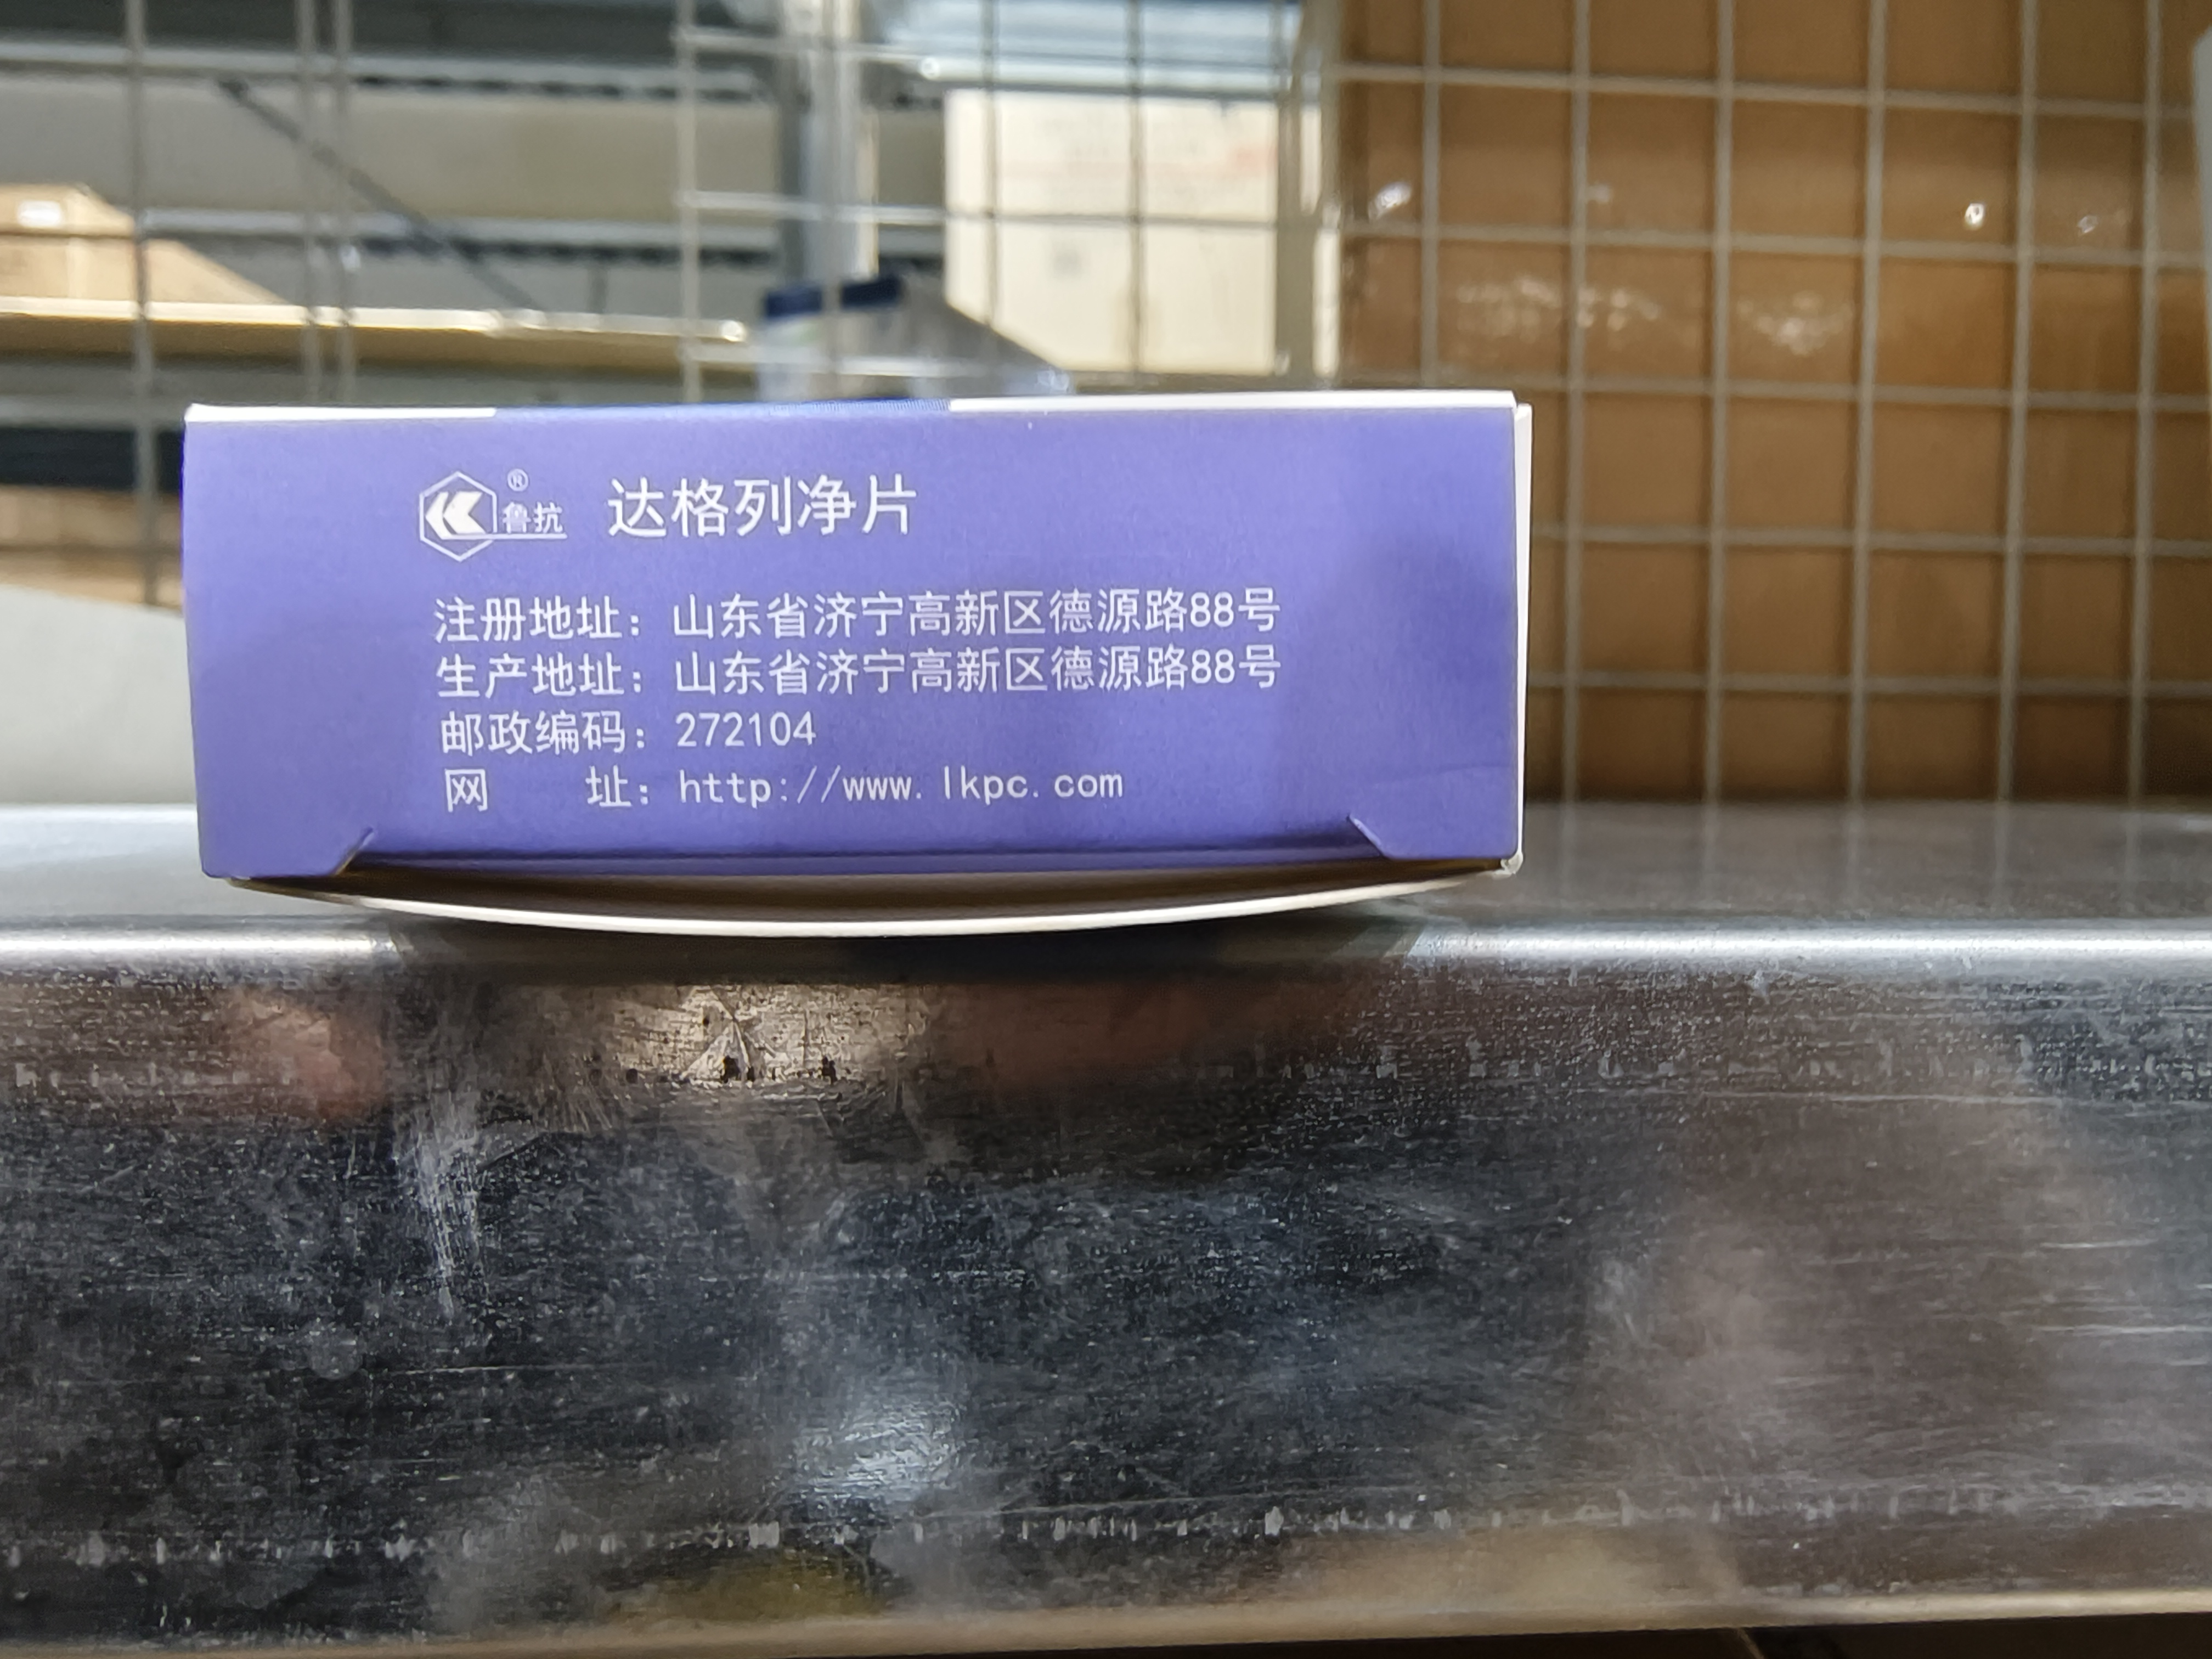 鲁抗® 达格列净片
注册地址：山东省济宁高新区德源路88号
生产地址：山东省济宁高新区德源路88号
邮政编码：272104
网　　址：http://www.lkpc.com